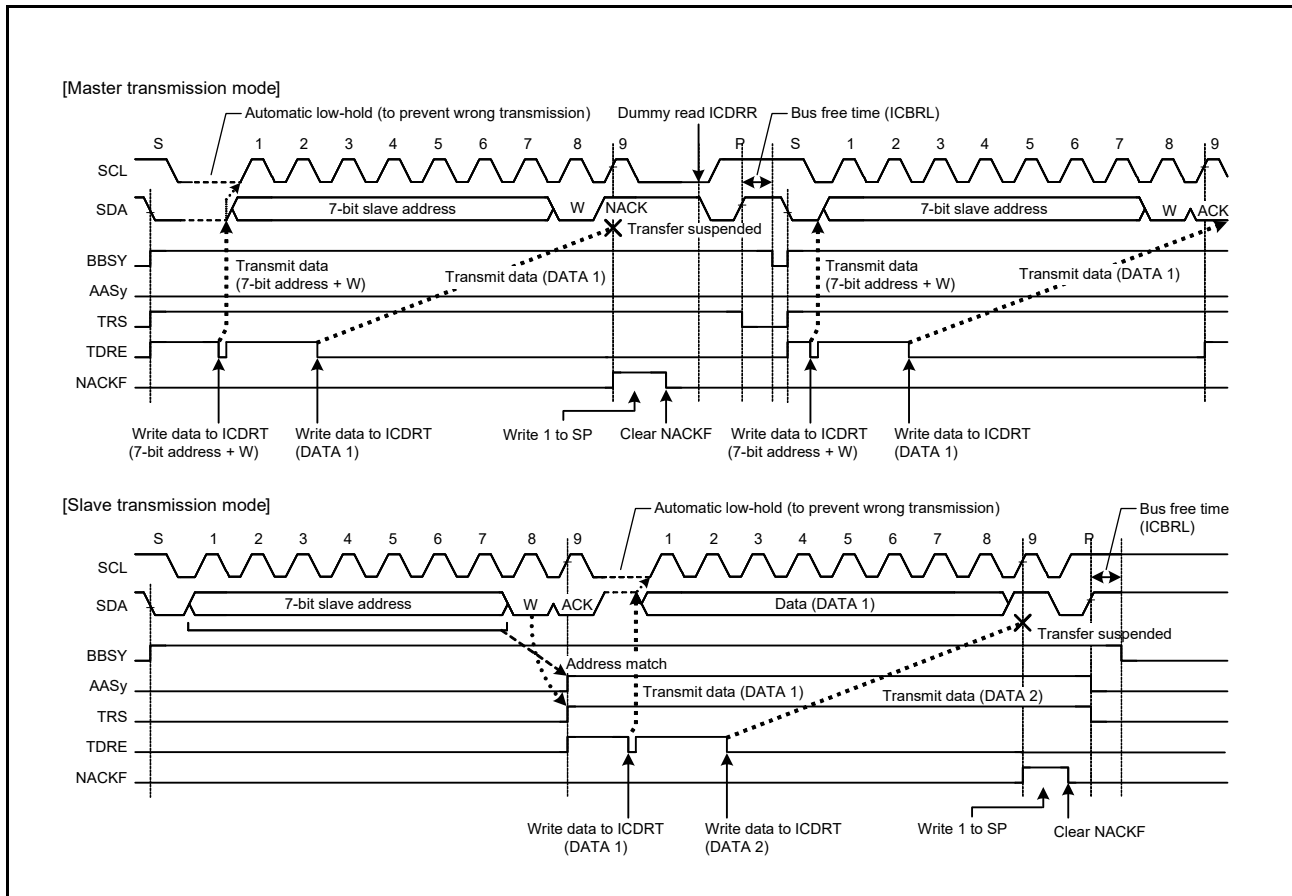 [Master transmission mode]
Automatic low-hold (to prevent wrong transmission)
Dummy read ICDRR
Bus free time (ICBRL)
S 1 2 3 4 5 6 7 8 9 P S 1 2 3 4 5 6 7 8 9
SCL
SDA 7-bit slave address W NACK 7-bit slave address W ACK
Transfer suspended
BBSY
Transmit data
(7-bit address + W)
Transmit data (DATA 1)
Transmit data
(7-bit address + W)
Transmit data (DATA 1)
AASy
TRS
TDRE
NACKF
Write data to ICDRT
(7-bit address + W)
Write data to ICDRT
(DATA 1)
Write 1 to SP
Clear NACKF
Write data to ICDRT
(7-bit address + W)
Write data to ICDRT
(DATA 1)
[Slave transmission mode]
Automatic low-hold (to prevent wrong transmission)
Bus free time
(ICBRL)
S 1 2 3 4 5 6 7 8 9 1 2 3 4 5 6 7 8 9 P
SCL
SDA 7-bit slave address W ACK Data (DATA 1)
Transfer suspended
BBSY
Address match
AASy
Transmit data (DATA 1)
Transmit data (DATA 2)
TRS
TDRE
NACKF
Write data to ICDRT
(DATA 1)
Write data to ICDRT
(DATA 2)
Write 1 to SP
Clear NACKF